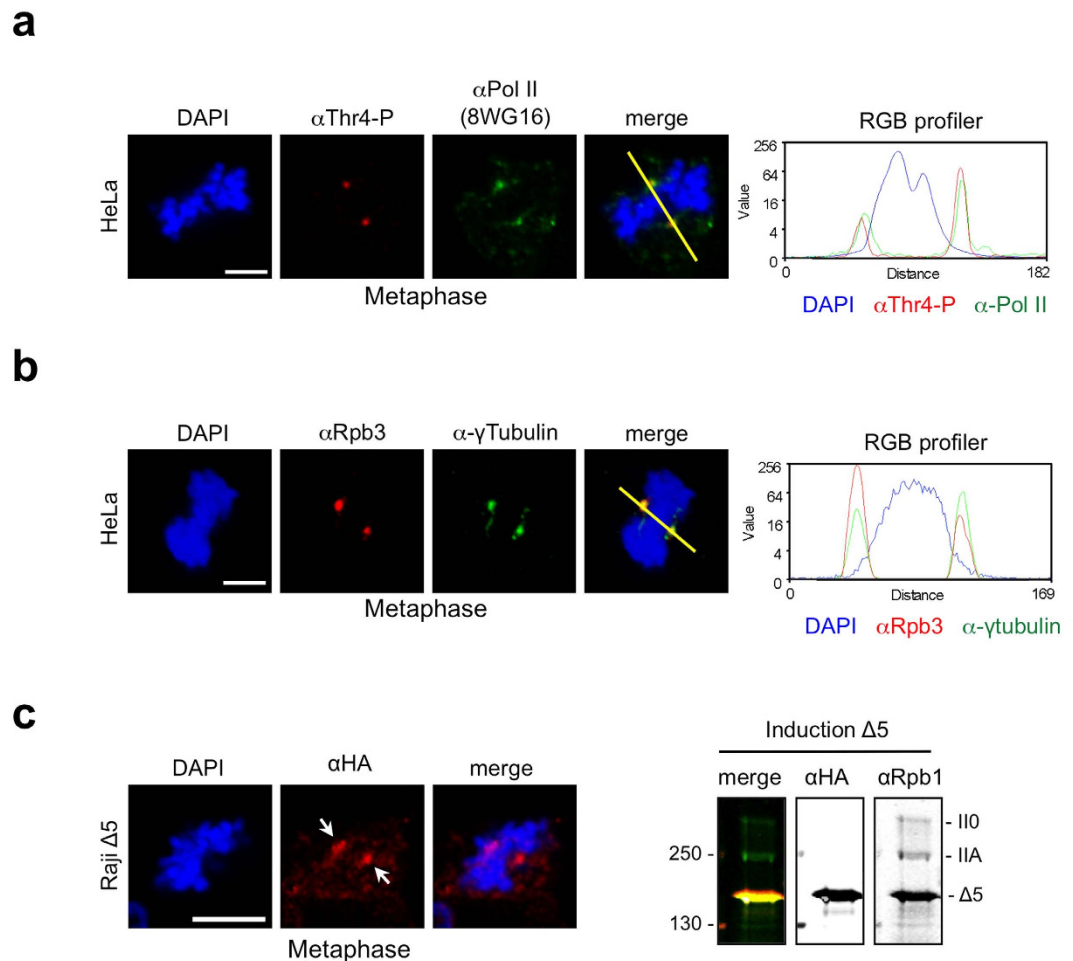 a
DAPI αThr4-P αPol II (8WG16) merge RGB profiler
HeLa
Metaphase
Value
256
64
16
4
0
0 Distance 182
DAPI αThr4-P α-Pol II
b
DAPI αRpb3 α-γTubulin merge RGB profiler
HeLa
Metaphase
Value
256
64
16
4
0
0 Distance 169
DAPI αRpb3 α-γtubulin
c
DAPI αHA merge
Raji Δ5
Metaphase
Induction Δ5
merge αHA αRpb1
250 -
130 -
- II0
- IIA
- Δ5